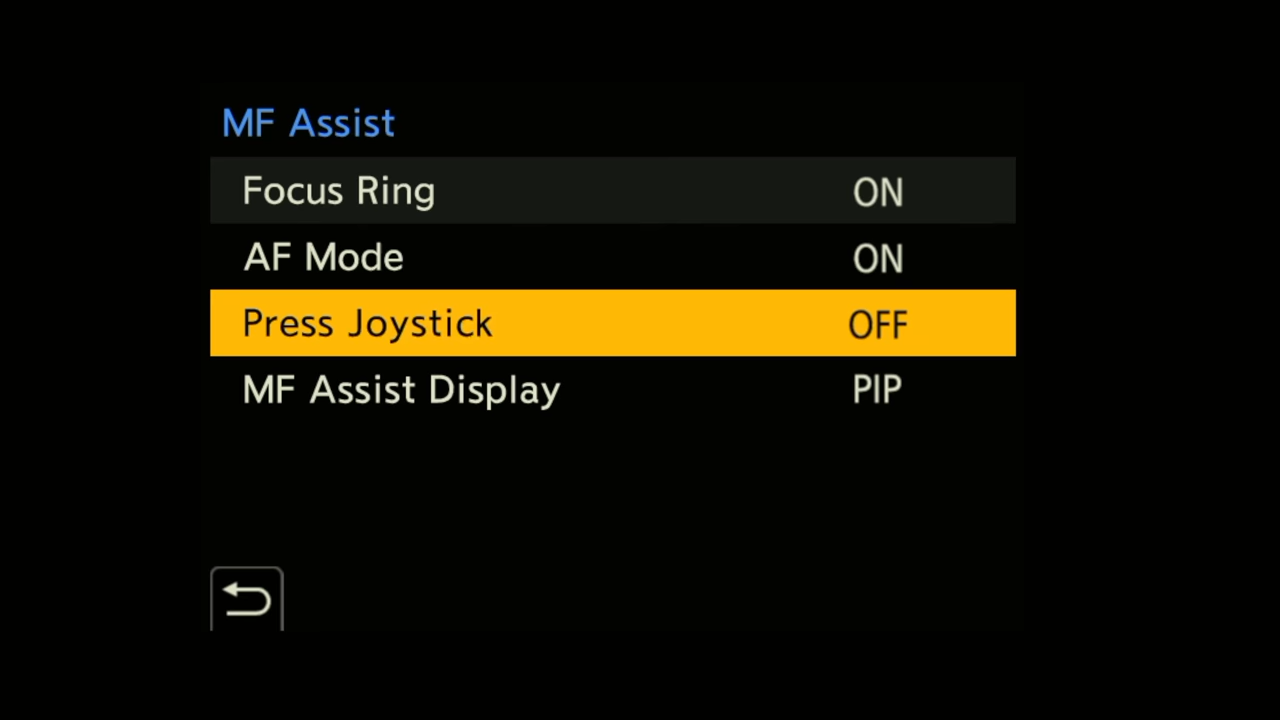 MF Assist
Focus Ring ON
AF Mode ON
Press Joystick OFF
MF Assist Display PIP